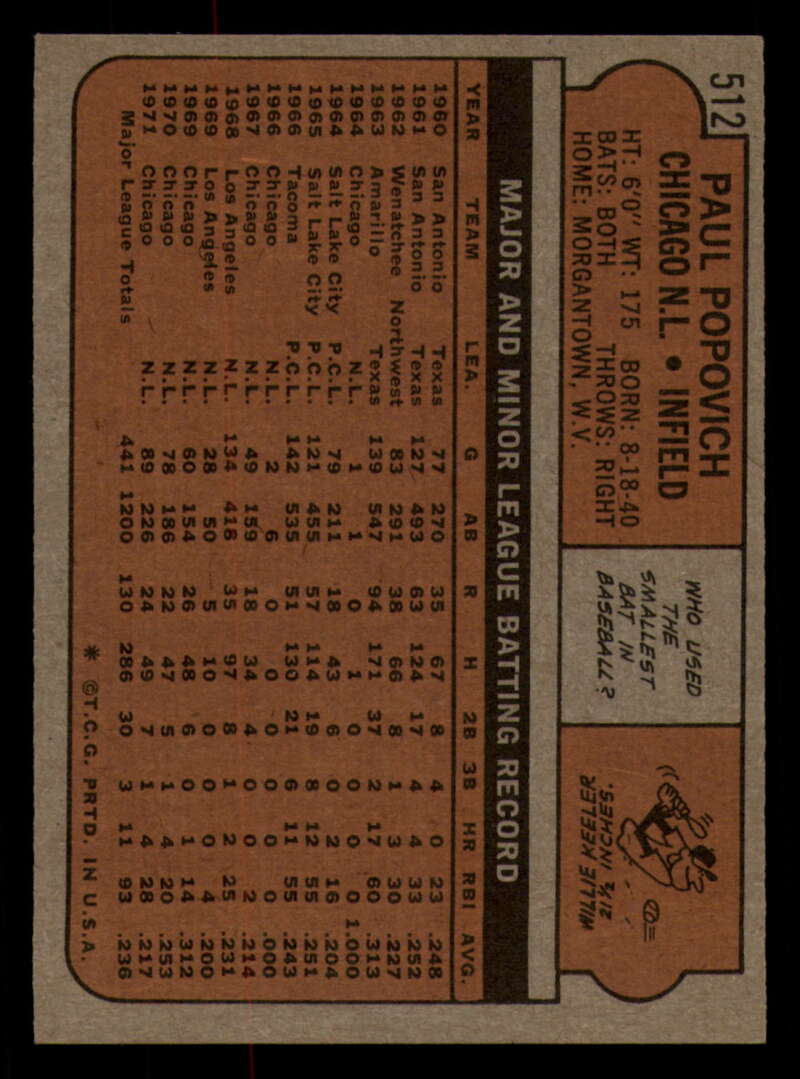 512
PAUL POPOVICH
CHICAGO N.L. • INFIELD
HT: 6'0" WT: 175 BORN: 8-18-40
BATS: BOTH THROWS: RIGHT
HOME: MORGANTOWN, W.V.
WHO USED
THE
SMALLEST
BAT IN
BASEBALL?
WILLIE KEELER
31½ INCHES.
MAJOR AND MINOR LEAGUE BATTING RECORD
YEAR TEAM LEA. G AB R H 2B 3B HR RBI AVG.
1960 San Antonio Texas 77 270 35 67 8 4 0 23 .248
1961 San Antonio Texas 127 493 63 124 17 4 4 33 .252
1962 Wenatchee Northwest 83 291 38 66 8 1 3 30 .227
1963 Amarillo Texas 139 547 94 171 37 2 17 60 .313
1964 Chicago N.L. 1 1 0 1 0 0 0 0 1.000
1964 Salt Lake City P.C.L. 79 211 18 43 6 0 2 16 .204
1965 Salt Lake City P.C.L. 121 455 57 114 19 8 12 55 .251
1966 Tacoma P.C.L. 142 535 51 130 21 6 11 55 .243
1966 Chicago N.L. 2 6 0 0 0 0 0 0 .000
1967 Chicago N.L. 49 159 18 34 4 0 0 2 .214
1968 Los Angeles N.L. 134 418 35 97 8 1 2 25 .231
1969 Los Angeles N.L. 28 50 5 10 0 0 0 4 .200
1969 Chicago N.L. 60 154 26 48 6 0 1 14 .312
1970 Chicago N.L. 78 186 22 47 5 1 4 20 .253
1971 Chicago N.L. 89 226 24 49 7 1 4 28 .217
Major League Totals 441 1200 130 286 30 3 11 93 .236
* ©T.C.G. PRTD. IN U.S.A.